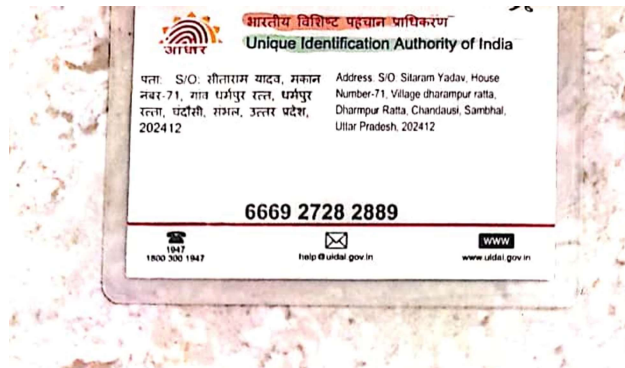 भारतीय विशिष्ट पहचान प्राधिकरण
Unique Identification Authority of India
आधार
पता: S/O: सीताराम यादव, मकान
नबर-71, गाव धर्मपुर धर्मपुर
रत्ता, चंदौसी, संभल, उत्तर प्रदेश,
202412
Address. S/O Sitaram Yadav, House
Number-71, Village dharampur ratta,
Dharmpur Ratta, Chandausi, Sambhal,
Uttar Pradesh, 202412
6669 2728 2889
1947
1800 300 1947
help@uidai.gov.in
www
www.uidai.gov.in